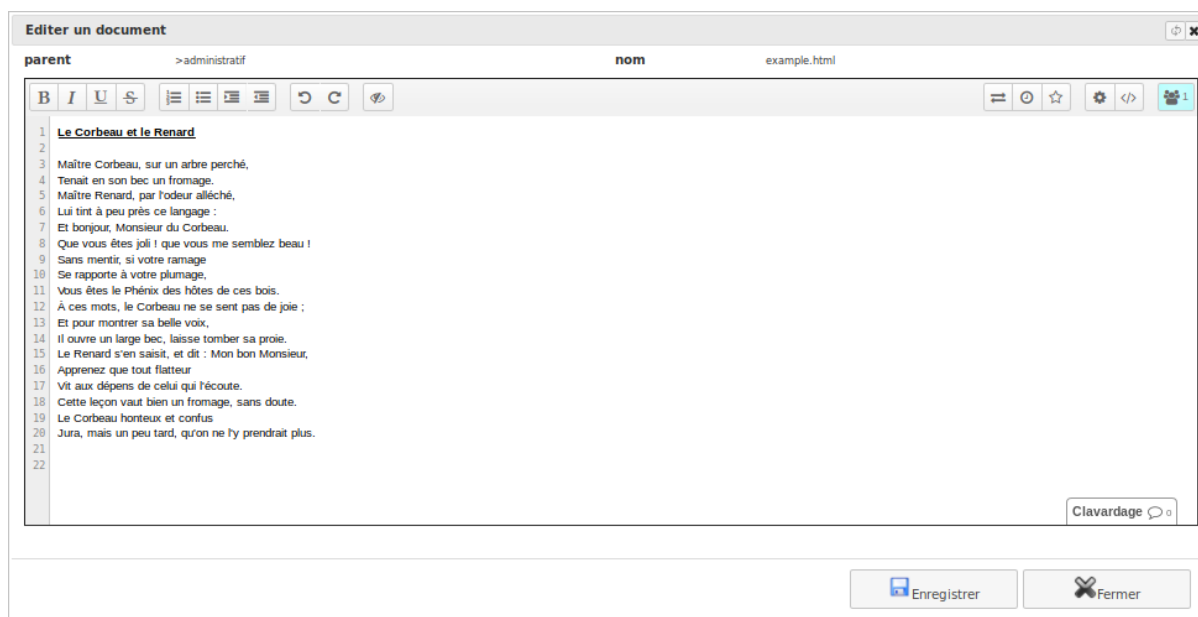 Editer un document
parent >administratif nom example.html
B I U S 1
1 Le Corbeau et le Renard
2
3 Maître Corbeau, sur un arbre perché,
4 Tenait en son bec un fromage.
5 Maître Renard, par l'odeur alléché,
6 Lui tint à peu près ce langage :
7 Et bonjour, Monsieur du Corbeau.
8 Que vous êtes joli ! que vous me semblez beau !
9 Sans mentir, si votre ramage
10 Se rapporte à votre plumage,
11 Vous êtes le Phénix des hôtes de ces bois.
12 À ces mots, le Corbeau ne se sent pas de joie ;
13 Et pour montrer sa belle voix,
14 Il ouvre un large bec, laisse tomber sa proie.
15 Le Renard s'en saisit, et dit : Mon bon Monsieur,
16 Apprenez que tout flatteur
17 Vit aux dépens de celui qui l'écoute.
18 Cette leçon vaut bien un fromage, sans doute.
19 Le Corbeau honteux et confus
20 Jura, mais un peu tard, qu'on ne l'y prendrait plus.
21
22
Clavardage 0
Enregistrer Fermer